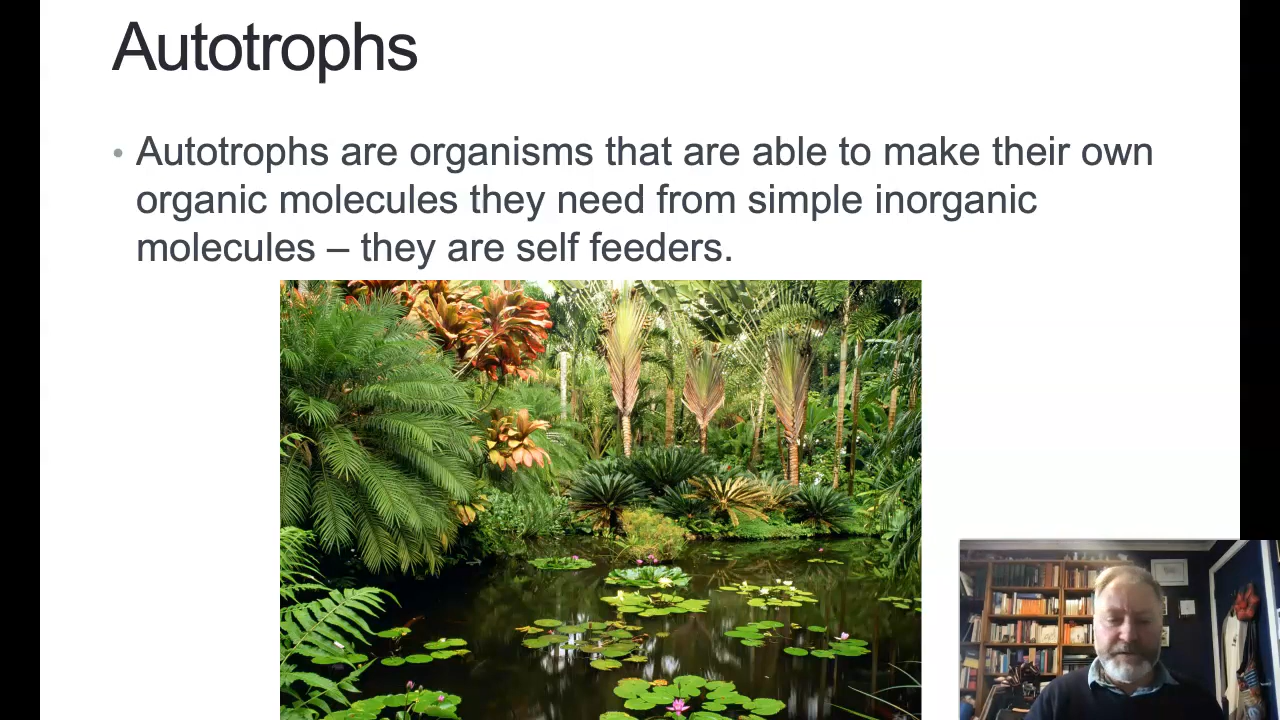 Autotrophs
• Autotrophs are organisms that are able to make their own
organic molecules they need from simple inorganic
molecules – they are self feeders.